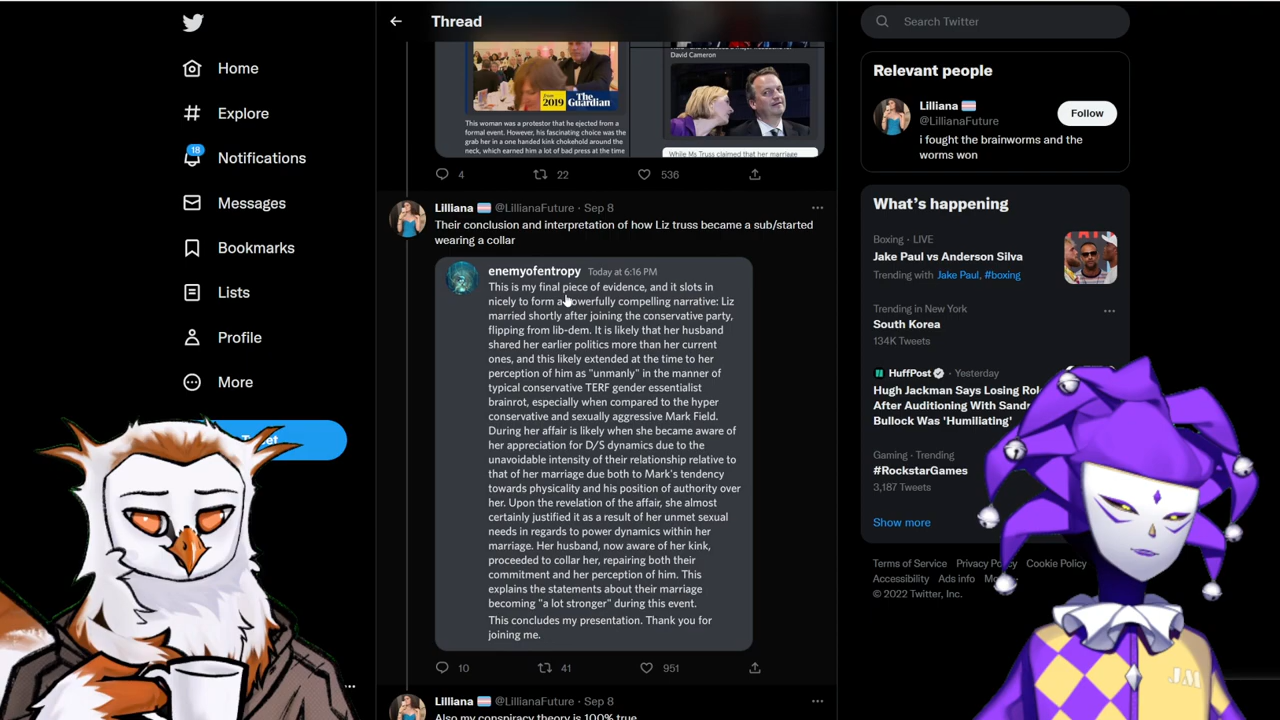 Home
Explore
18
Notifications
Messages
Bookmarks
Lists
Profile
More
Thread
David Cameron
from
2019
The
Guardian
This woman was a protestor that he ejected from a
formal event. However, his fascinating choice was the
grab her in a one handed kink chokehold around the
neck, which earned him a lot of bad press at the time
While Ms Truss claimed that her marriage
4
22
536
Lilliana @LillianaFuture · Sep 8
Their conclusion and interpretation of how Liz truss became a sub/started
wearing a collar
enemyofentropy Today at 6:16 PM
This is my final piece of evidence, and it slots in
nicely to form a powerfully compelling narrative: Liz
married shortly after joining the conservative party,
flipping from lib-dem. It is likely that her husband
shared her earlier politics more than her current
ones, and this likely extended at the time to her
perception of him as "unmanly" in the manner of
typical conservative TERF gender essentialist
brainrot, especially when compared to the hyper
conservative and sexually aggressive Mark Field.
During her affair is likely when she became aware of
her appreciation for D/S dynamics due to the
unavoidable intensity of their relationship relative to
that of her marriage due both to Mark's tendency
towards physicality and his position of authority over
her. Upon the revelation of the affair, she almost
certainly justified it as a result of her unmet sexual
needs in regards to power dynamics within her
marriage. Her husband, now aware of her kink,
proceeded to collar her, repairing both their
commitment and her perception of him. This
explains the statements about their marriage
becoming "a lot stronger" during this event.
This concludes my presentation. Thank you for
joining me.
10
41
951
Lilliana @LillianaFuture · Sep 8
Also my conspiracy theory is 100% true
Search Twitter
Relevant people
Lilliana
@LillianaFuture
Follow
i fought the brainworms and the
worms won
What's happening
Boxing · LIVE
Jake Paul vs Anderson Silva
Trending with Jake Paul, #boxing
Trending in New York
South Korea
134K Tweets
HuffPost · Yesterday
Hugh Jackman Says Losing
After Auditioning With
Bullock Was 'Humiliating'
Gaming · Trending
#RockstarGames
3,187 Tweets
Show more
Terms of Service Privacy Cookie Policy
Accessibility Ads info
© 2022 Twitter, Inc.
JM